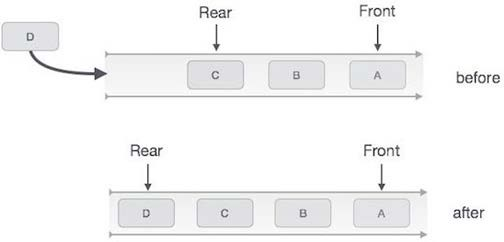 Rear Front
D
C B A
before
Rear Front
D C B A
after